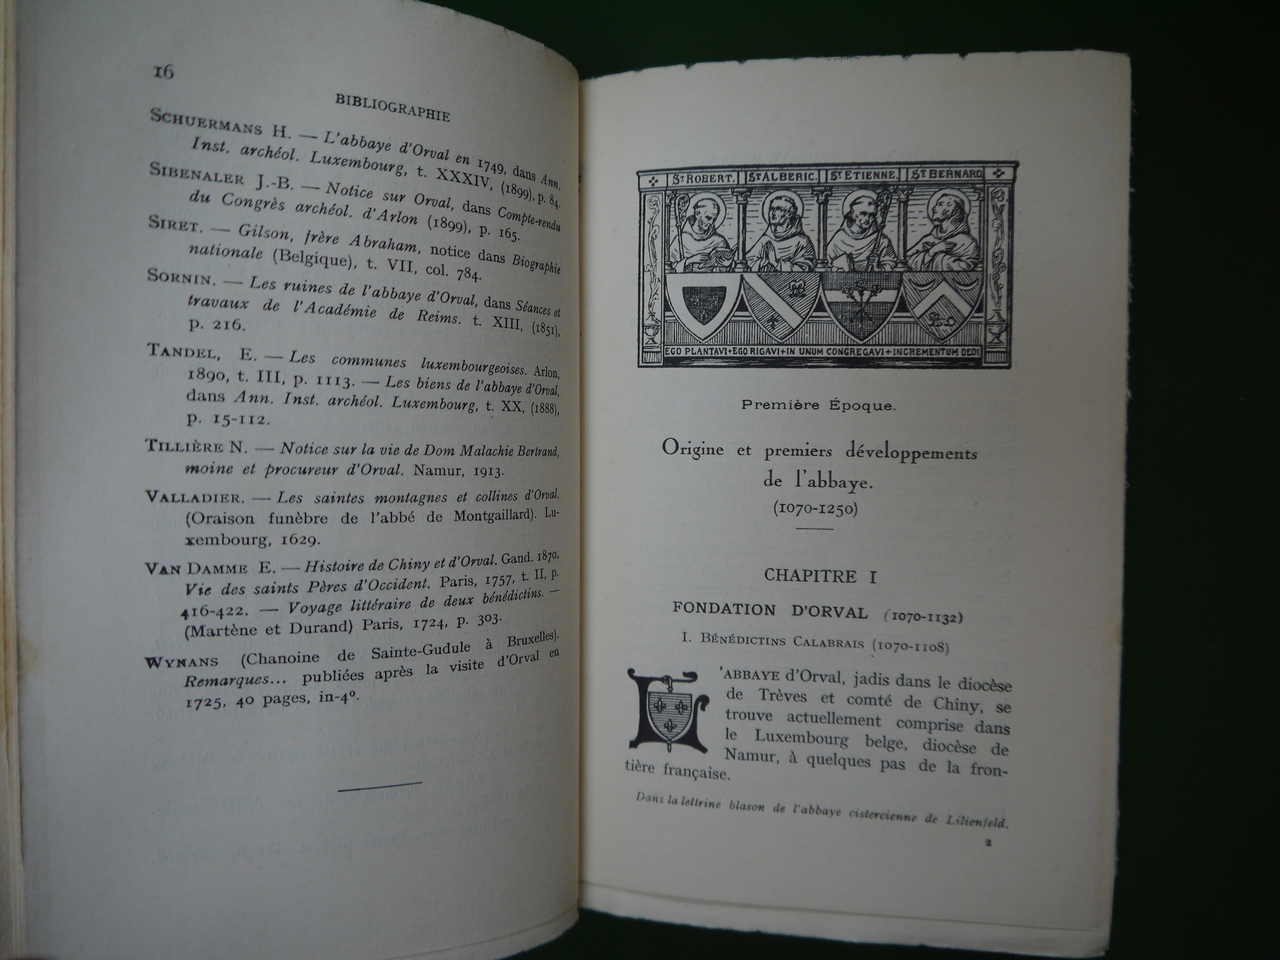 16
BIBLIOGRAPHIE
SCHUERMANS H. — L'abbaye d'Orval en 1749, dans Ann.
Inst. archéol. Luxembourg, t. XXXIV, (1899), p. 84.
SIBENALER J.-B. — Notice sur Orval, dans Compte-rendu
du Congrès archéol. d'Arlon (1899), p. 165.
SIRET. — Gilson, frère Abraham, notice dans Biographie
nationale (Belgique), t. VII, col. 784.
SORNIN. — Les ruines de l'abbaye d'Orval, dans Séances et
travaux de l'Académie de Reims. t. XIII, (1851),
p. 216.
TANDEL, E. — Les communes luxembourgeoises. Arlon,
1890, t. III, p. 1113. — Les biens de l'abbaye d'Orval,
dans Ann. Inst. archéol. Luxembourg, t. XX, (1888),
p. 15-112.
TILLIÈRE N. — Notice sur la vie de Dom Malachie Bertrand,
moine et procureur d'Orval. Namur, 1913.
VALLADIER. — Les saintes montagnes et collines d'Orval.
(Oraison funèbre de l'abbé de Montgaillard). Lu-
xembourg, 1629.
VAN DAMME E. — Histoire de Chiny et d'Orval. Gand. 1870.
Vie des saints Pères d'Occident. Paris, 1757, t. II, p.
416-422. — Voyage littéraire de deux bénédictins. —
(Martène et Durand) Paris, 1724, p. 303.
WYNANS (Chanoine de Sainte-Gudule à Bruxelles).
Remarques... publiées après la visite d'Orval en
1725, 40 pages, in-4°.
ST ROBERT. ST ALBERIC. ST ETIENNE. ST BERNARD
EGO PLANTAVI+EGO RIGAVI+IN UNUM CONGREGAVI+INCREMENTUM DEDI
Première Époque.
Origine et premiers développements
de l'abbaye.
(1070-1250)
CHAPITRE I
FONDATION D'ORVAL (1070-1132)
I. BÉNÉDICTINS CALABRAIS (1070-1108)
L'ABBAYE d'Orval, jadis dans le diocèse
de Trèves et comté de Chiny, se
trouve actuellement comprise dans
le Luxembourg belge, diocèse de
Namur, à quelques pas de la fron-
tière française.
Dans la lettrine blason de l'abbaye cistercienne de Lilienfeld.
2